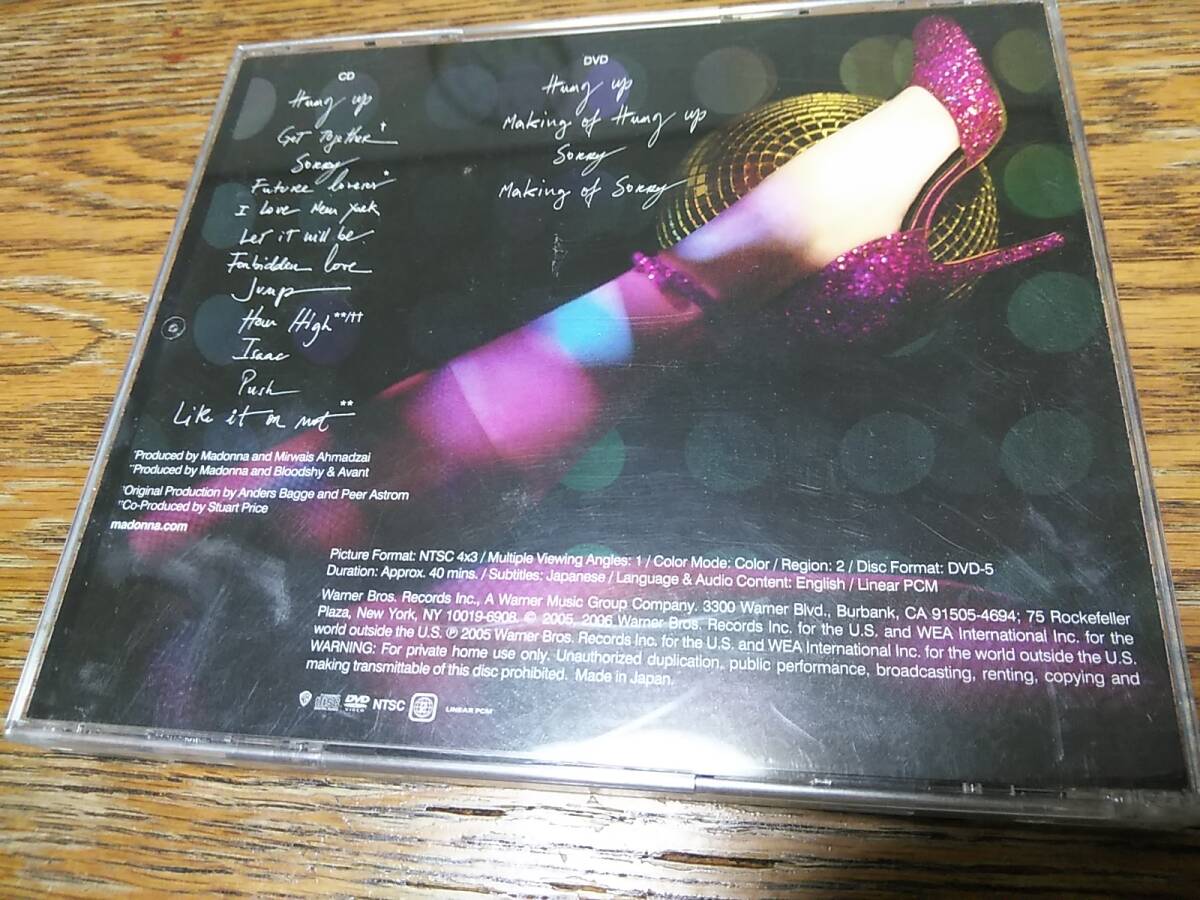 CD
Hung up
Get Together†
Sorry
Future lovers*
I Love New York
Let it will be
Forbidden love
Jump
How High**/††
Isaac
Push
Like it or not**
*Produced by Madonna and Mirwais Ahmadzai
**Produced by Madonna and Bloodshy & Avant
†Original Production by Anders Bagge and Peer Astrom
††Co-Produced by Stuart Price
madonna.com
DVD
Hung up
Making of Hung up
Sorry
Making of Sorry
Picture Format: NTSC 4x3 / Multiple Viewing Angles: 1 / Color Mode: Color / Region: 2 / Disc Format: DVD-5
Duration: Approx. 40 mins. / Subtitles: Japanese / Language & Audio Content: English / Linear PCM
Warner Bros. Records Inc., A Warner Music Group Company. 3300 Warner Blvd., Burbank, CA 91505-4694; 75 Rockefeller
Plaza, New York, NY 10019-6908. © 2005, 2006 Warner Bros. Records Inc. for the U.S. and WEA International Inc. for the
world outside the U.S. ℗ 2005 Warner Bros. Records Inc. for the U.S. and WEA International Inc. for the world outside the U.S.
WARNING: For private home use only. Unauthorized duplication, public performance, broadcasting, renting, copying and
making transmittable of this disc prohibited. Made in Japan.
DVD VIDEO NTSC 2 LINEAR PCM